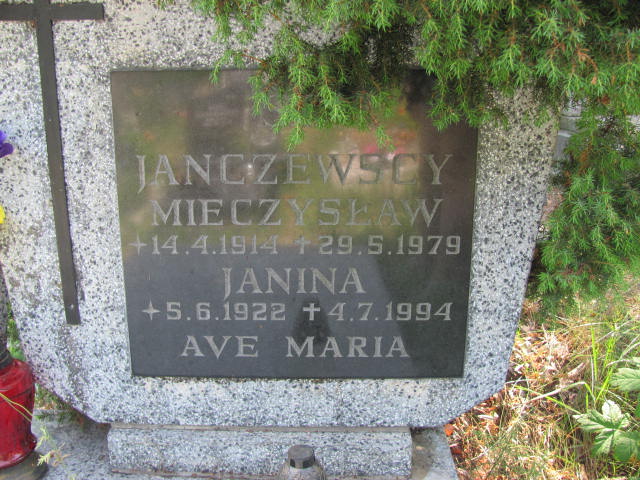 JANCZEWSCY
MIECZYSŁAW
+14.4.1914 +29.5.1979
JANINA
+5.6.1922 +4.7.1994
AVE MARIA